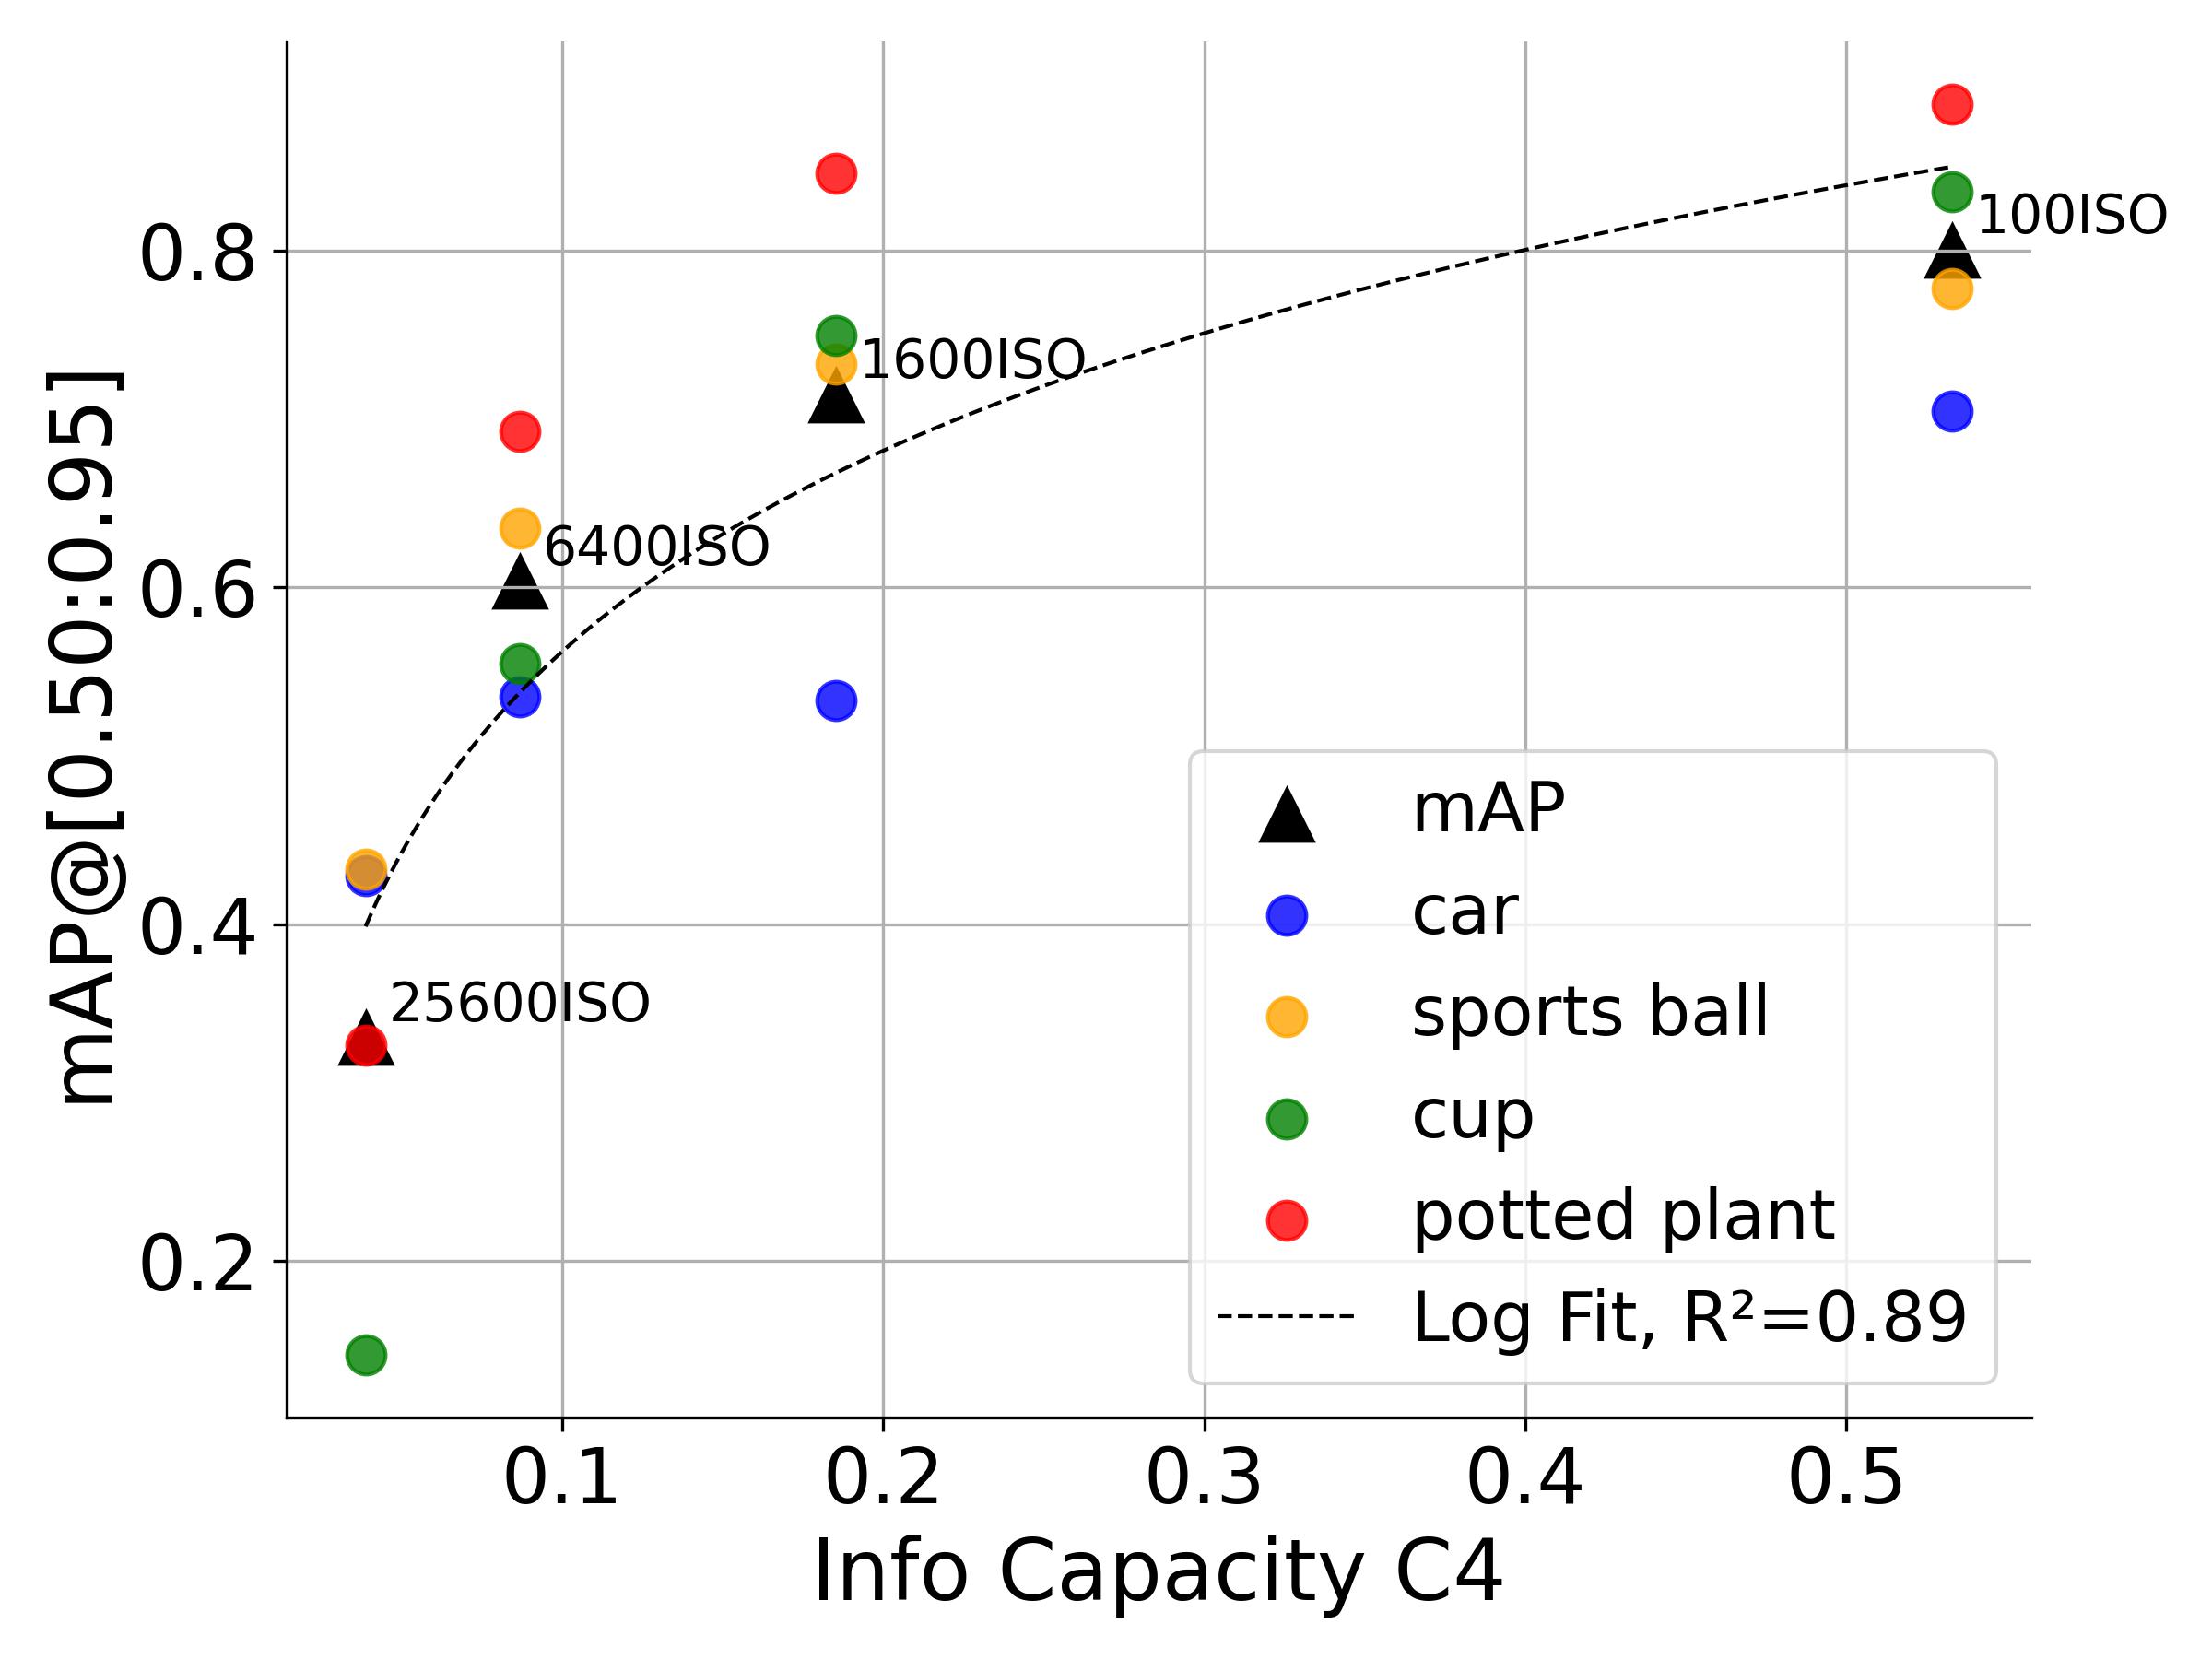 mAP@[0.50:0.95]
0.8
0.6
0.4
0.2
100ISO
1600ISO
6400ISO
25600ISO
mAP
car
sports ball
cup
potted plant
Log Fit, R²=0.89
0.1 0.2 0.3 0.4 0.5
Info Capacity C4